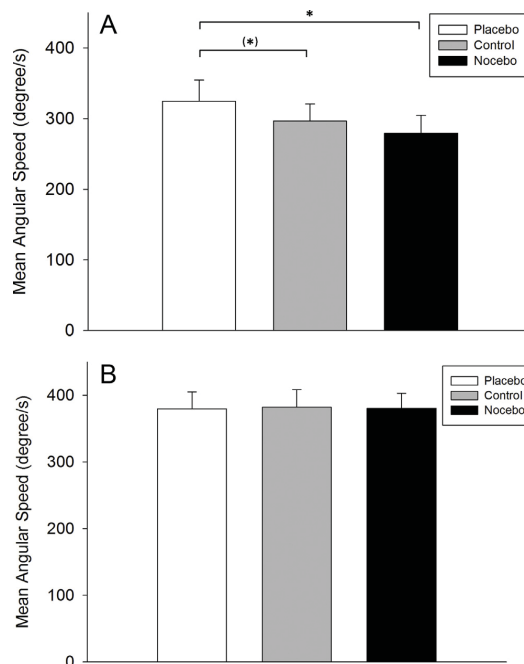 A
*
(*)
Placebo
Control
Nocebo
Mean Angular Speed (degree/s)
400
300
200
100
0
B
Placebo
Control
Nocebo
Mean Angular Speed (degree/s)
400
300
200
100
0